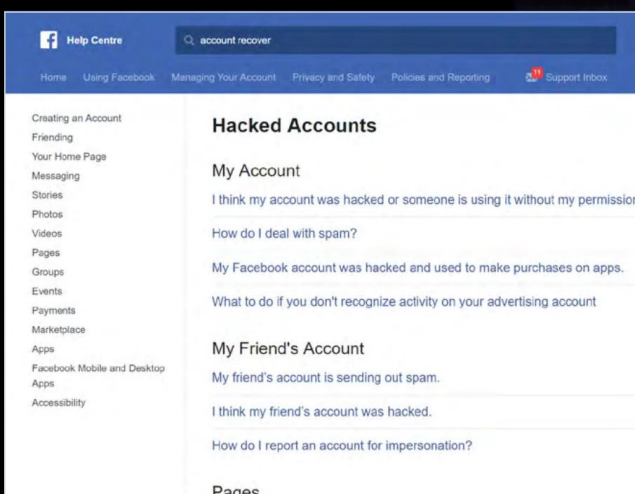 f Help Centre
account recover
Home Using Facebook Managing Your Account Privacy and Safety Policies and Reporting 11 Support Inbox
Creating an Account
Friending
Your Home Page
Messaging
Stories
Photos
Videos
Pages
Groups
Events
Payments
Marketplace
Apps
Facebook Mobile and Desktop
Apps
Accessibility
Hacked Accounts
My Account
I think my account was hacked or someone is using it without my permission
How do I deal with spam?
My Facebook account was hacked and used to make purchases on apps.
What to do if you don't recognize activity on your advertising account
My Friend's Account
My friend's account is sending out spam.
I think my friend's account was hacked.
How do I report an account for impersonation?
Pages